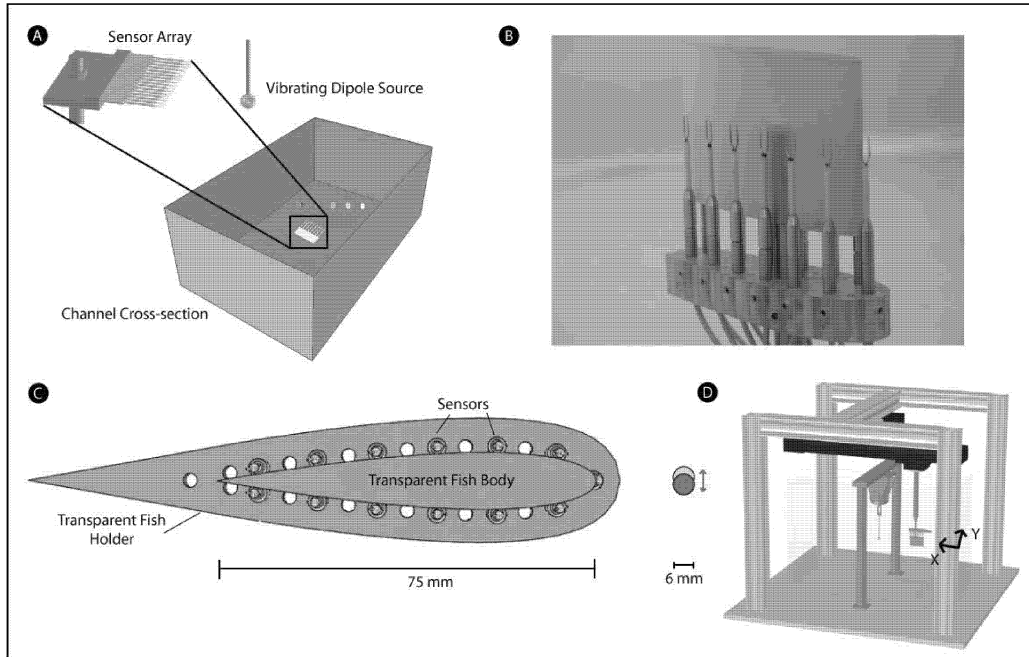 A
Sensor Array
Vibrating Dipole Source
Channel Cross-section
B
C
Sensors
Transparent Fish Body
Transparent Fish
Holder
75 mm
6 mm
D
X
Y